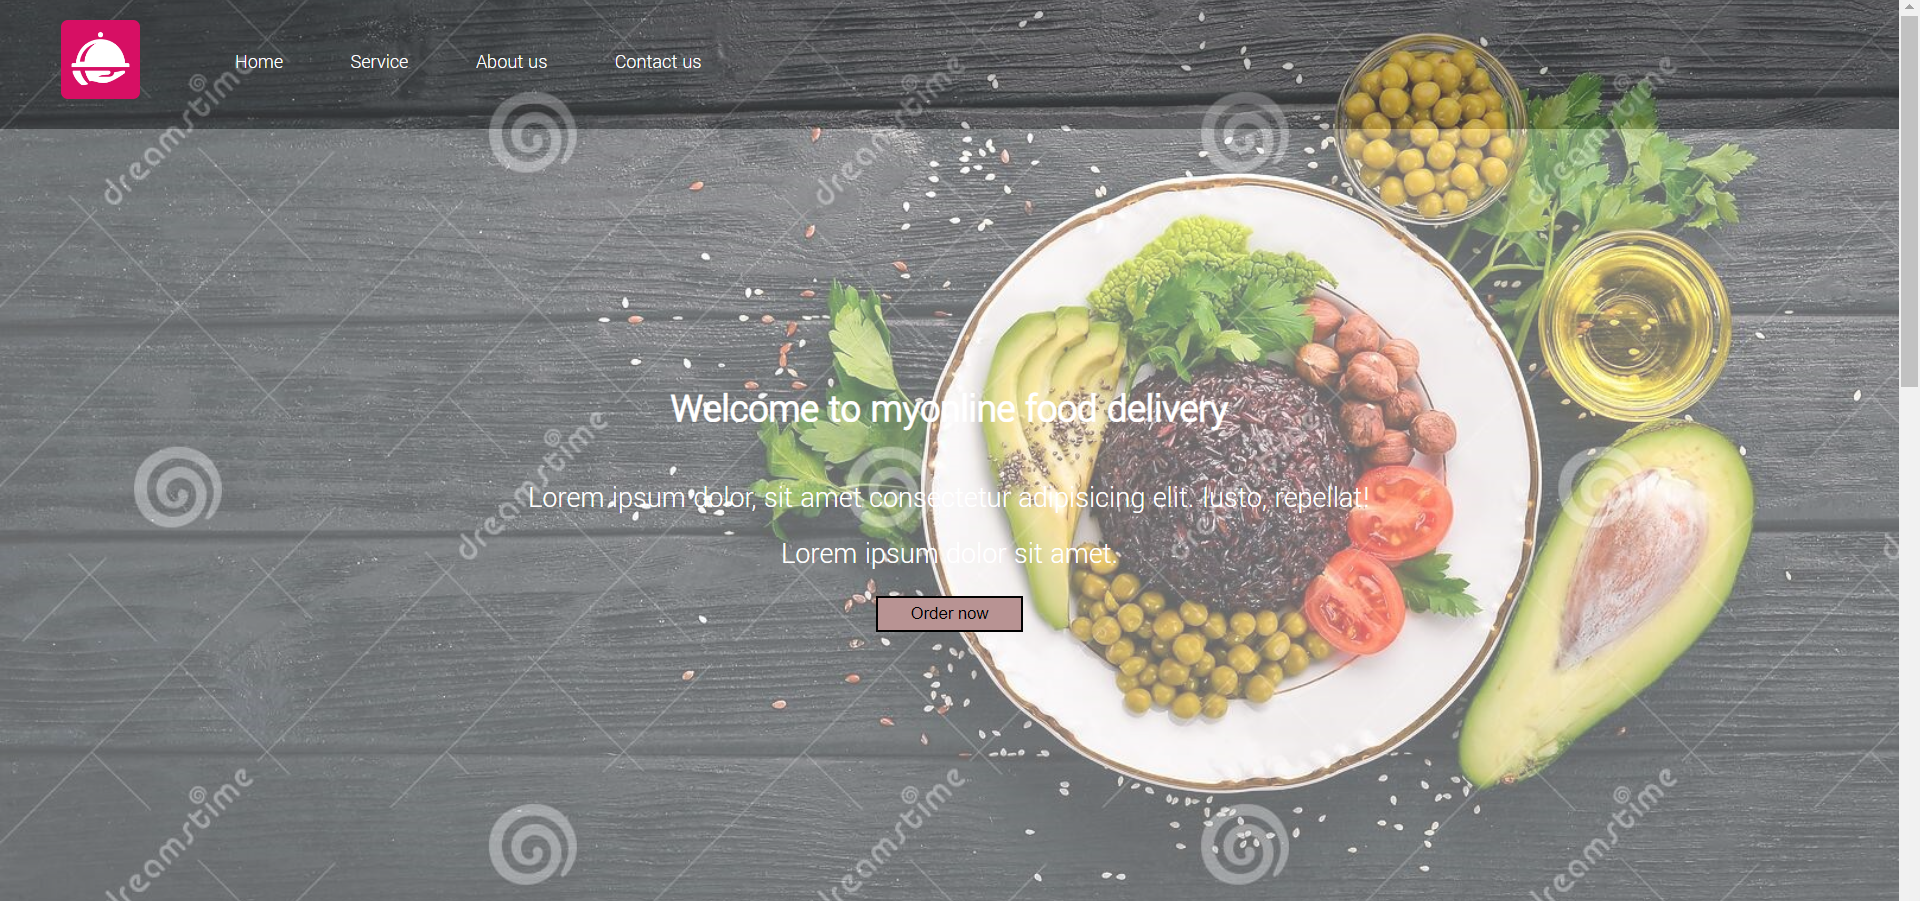 Home
Service
About us
Contact us
dreamstime
dreamstime
dreamstime
Welcome to myonline food delivery
dreamstime
dreamstime
Lorem ipsum dolor, sit amet consectetur adipisicing elit. Iusto, repellat!
Lorem ipsum dolor sit amet.
Order now
dreamstime
dreamstime
dreamstime